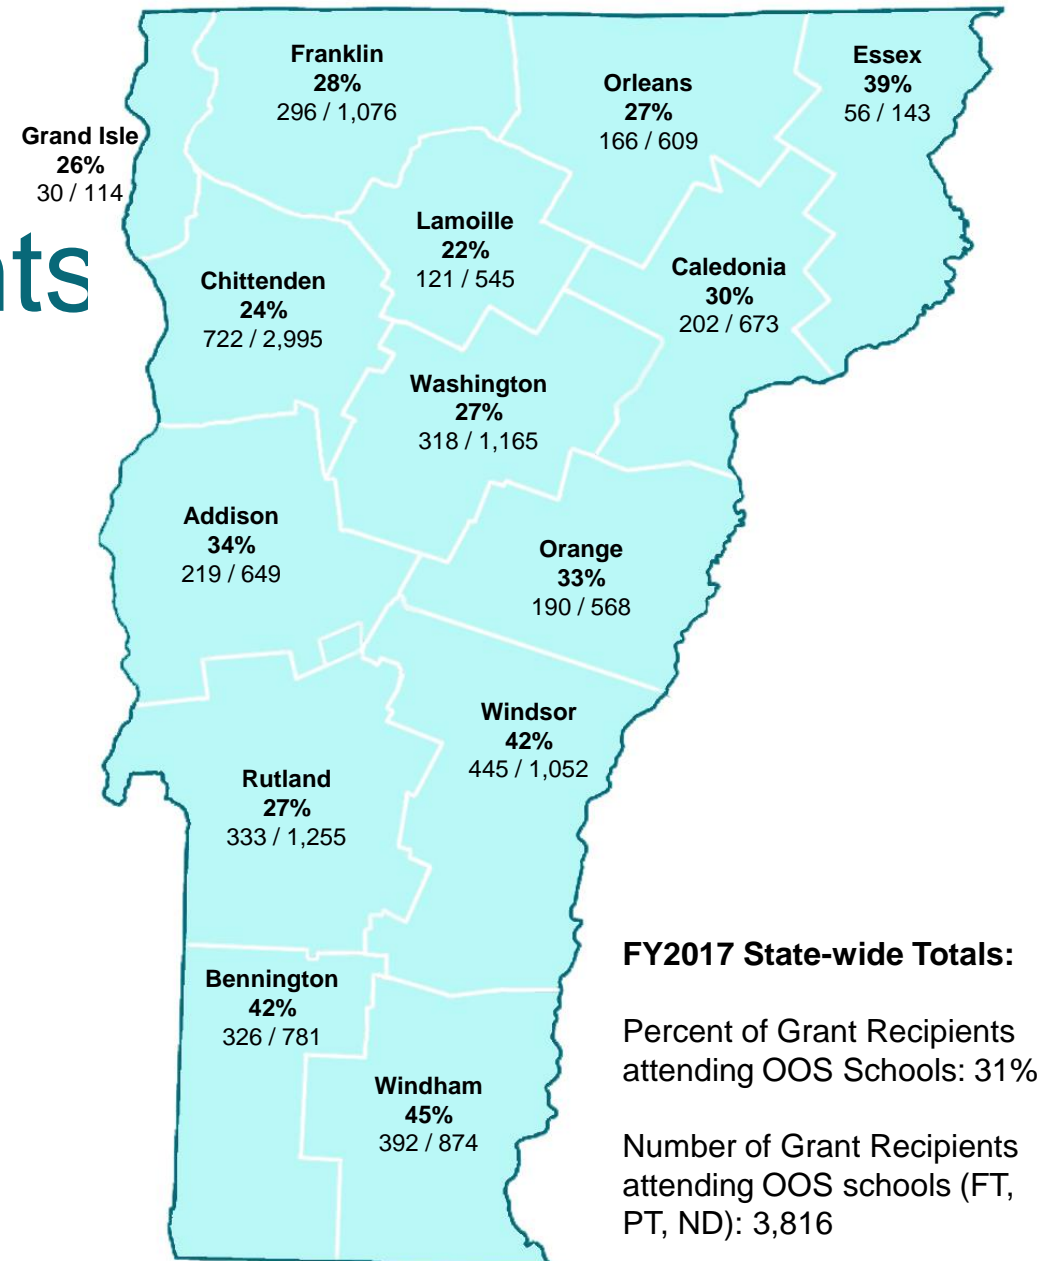 Franklin
28%
296 / 1,076
Orleans
27%
166 / 609
Essex
39%
56 / 143
Grand Isle
26%
30 / 114
Lamoille
22%
121 / 545
nts
Chittenden
24%
722 / 2,995
Caledonia
30%
202 / 673
Washington
27%
318 / 1,165
Addison
34%
219 / 649
Orange
33%
190 / 568
Windsor
42%
445 / 1,052
Rutland
27%
333 / 1,255
Bennington
42%
326 / 781
Windham
45%
392 / 874
FY2017 State-wide Totals:
Percent of Grant Recipients
attending OOS Schools: 31%
Number of Grant Recipients
attending OOS schools (FT,
PT, ND): 3,816